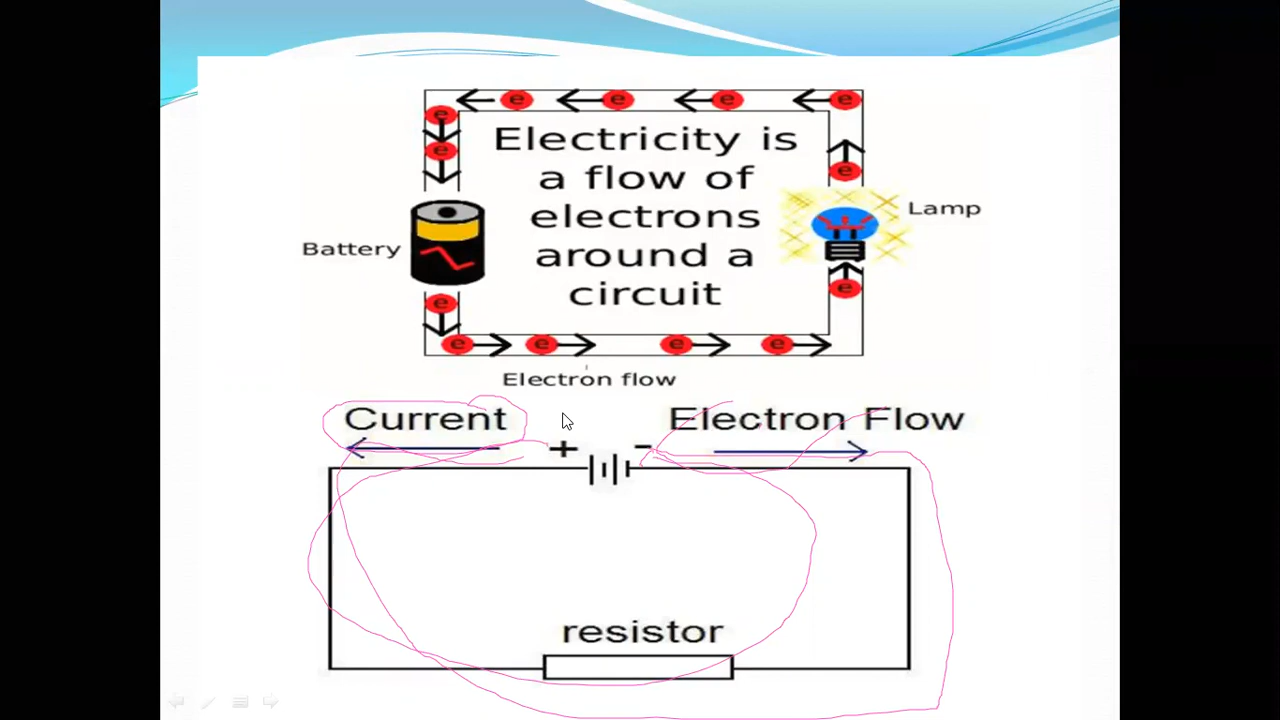 Electricity is
a flow of
electrons
around a
circuit
Battery
Lamp
e e e e
e
e
e
e
e
e e e e
Electron flow
Current
Electron Flow
+ -
resistor